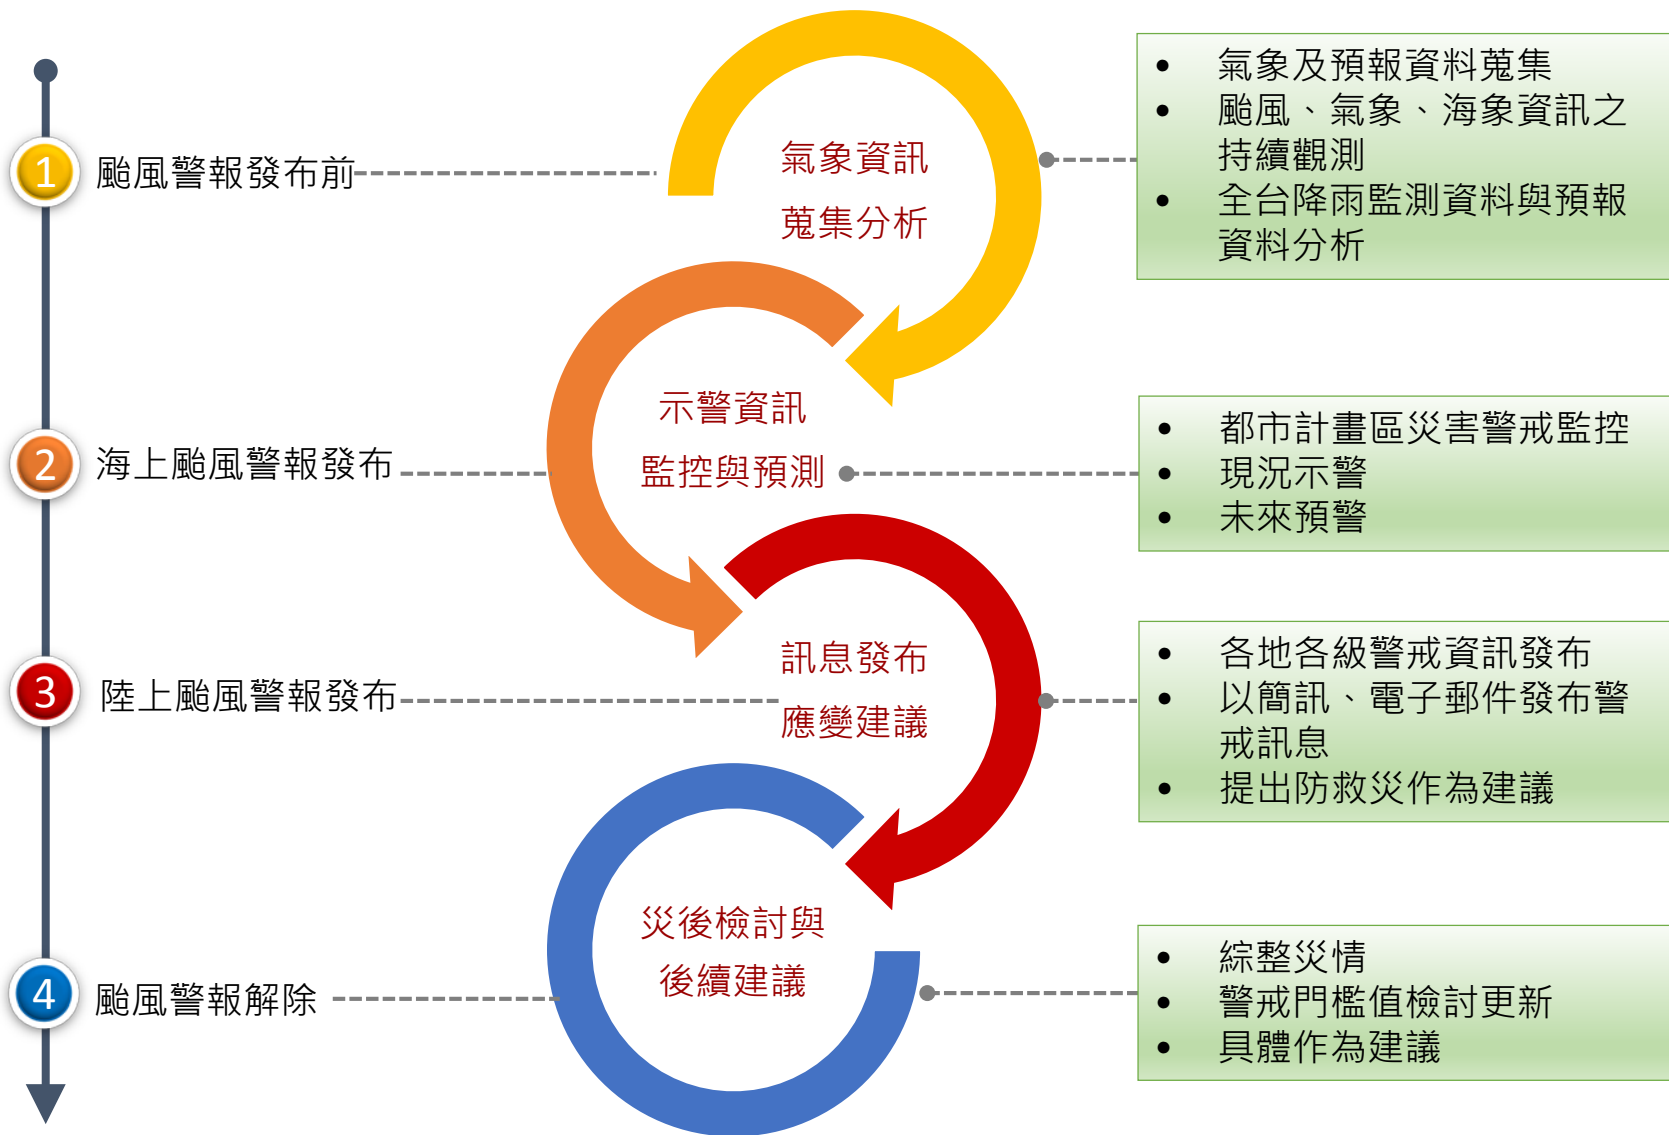 1
颱風警報發布前
氣象資訊
蒐集分析
• 氣象及預報資料蒐集
• 颱風、氣象、海象資訊之
持續觀測
• 全台降雨監測資料與預報
資料分析
2
海上颱風警報發布
示警資訊
監控與預測
• 都市計畫區災害警戒監控
• 現況示警
• 未來預警
3
陸上颱風警報發布
訊息發布
應變建議
• 各地各級警戒資訊發布
• 以簡訊、電子郵件發布警
戒訊息
• 提出防救災作為建議
4
颱風警報解除
災後檢討與
後續建議
• 綜整災情
• 警戒門檻值檢討更新
• 具體作為建議